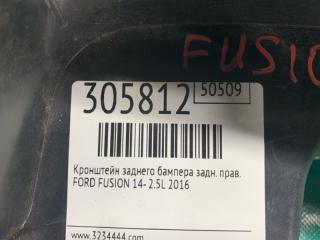 FUSIO
305812 50509
Кронштейн заднего бампера задн. прав.
FORD FUSION 14- 2.5L 2016
www.3234444.com